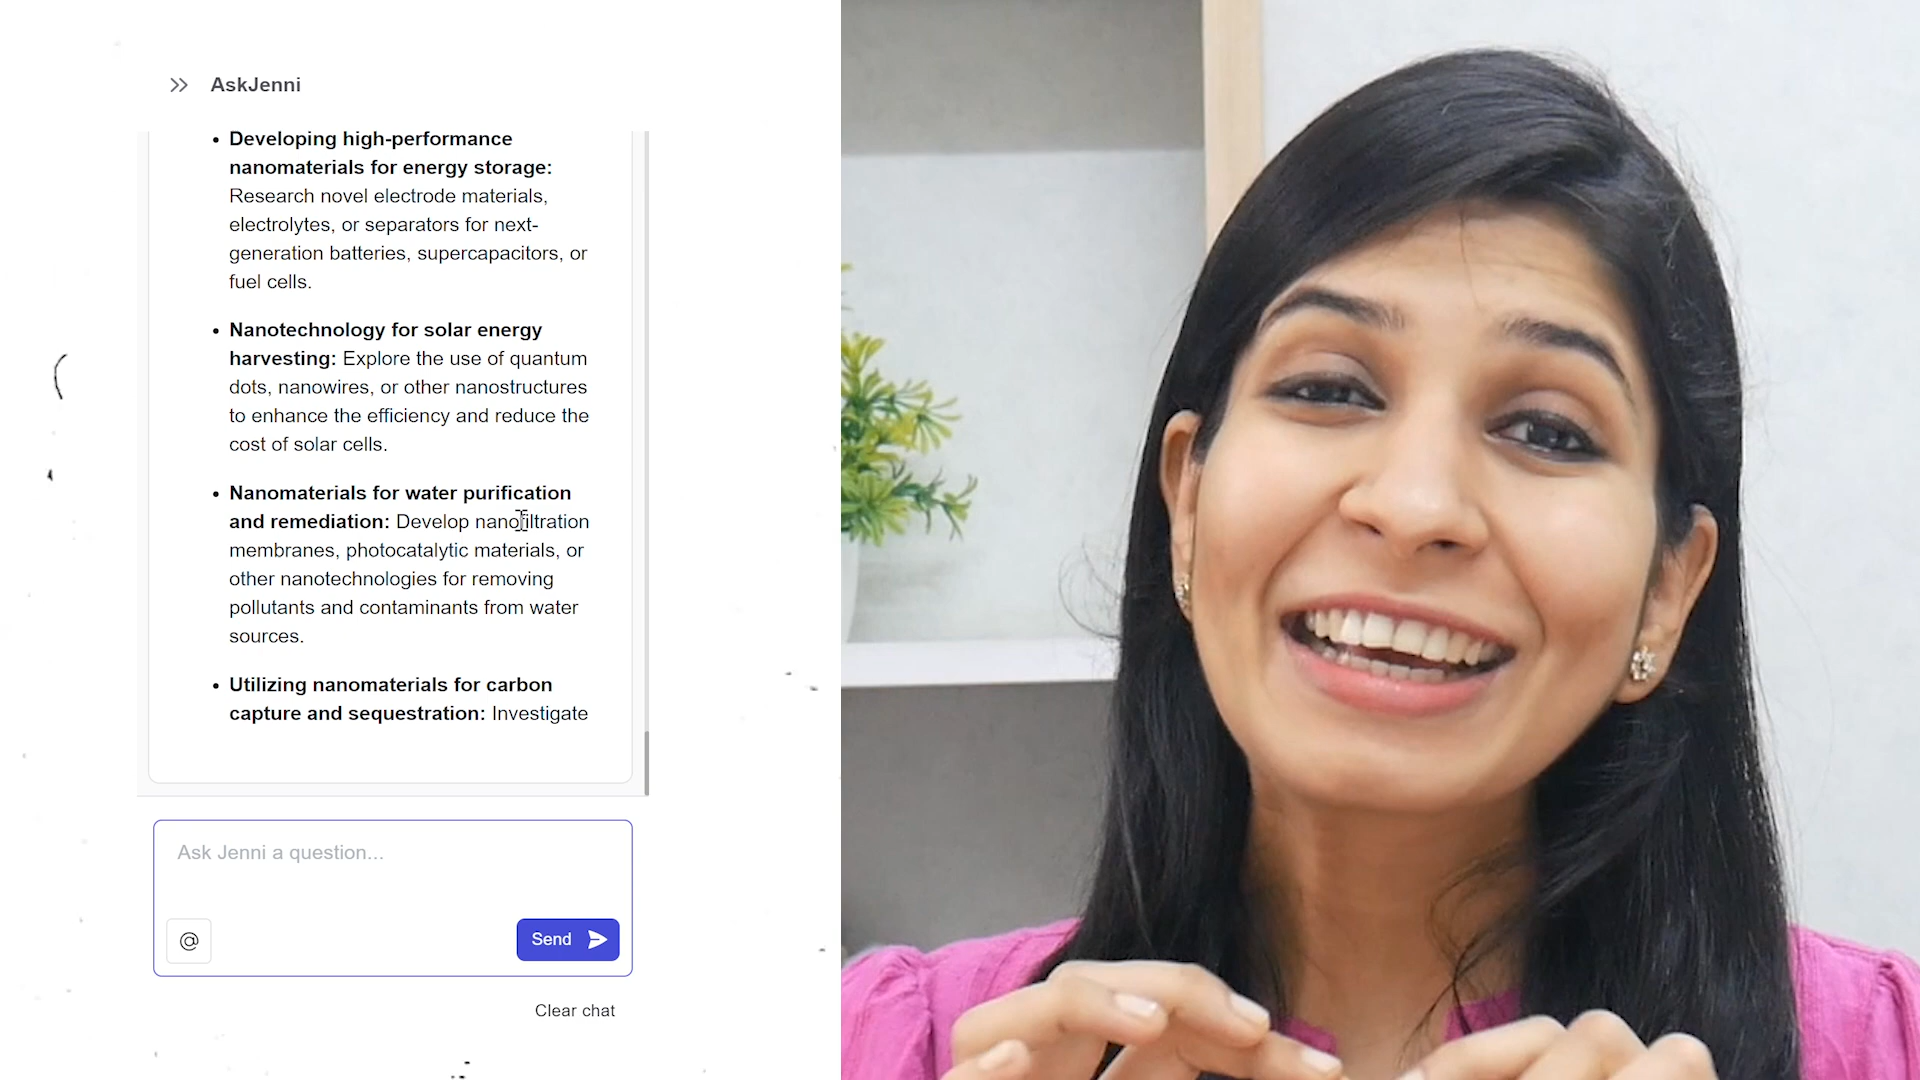 AskJenni
• Developing high-performance
nanomaterials for energy storage:
Research novel electrode materials,
electrolytes, or separators for next-
generation batteries, supercapacitors, or
fuel cells.
• Nanotechnology for solar energy
harvesting: Explore the use of quantum
dots, nanowires, or other nanostructures
to enhance the efficiency and reduce the
cost of solar cells.
• Nanomaterials for water purification
and remediation: Develop nanofiltration
membranes, photocatalytic materials, or
other nanotechnologies for removing
pollutants and contaminants from water
sources.
• Utilizing nanomaterials for carbon
capture and sequestration: Investigate
Ask Jenni a question...
@
Send
Clear chat